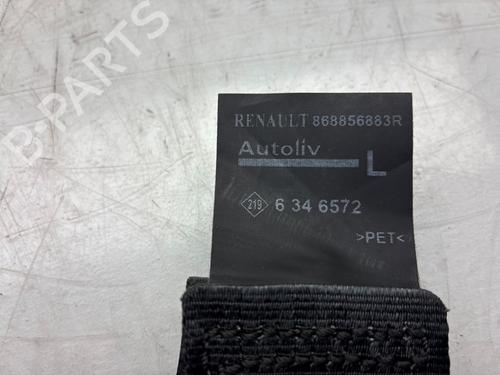 B-PARTS
RENAULT 868856883R
Autoliv
L
219 6 34 6572
>PET<